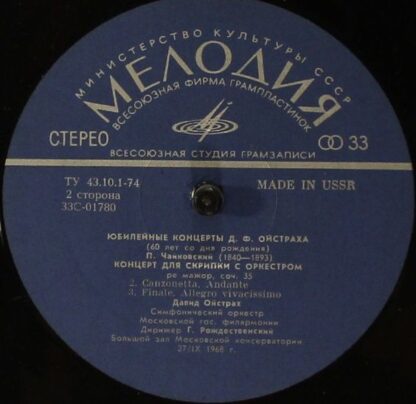 МИНИСТЕРСТВО КУЛЬТУРЫ СССР
МЕЛОДИЯ
ВСЕСОЮЗНАЯ ФИРМА ГРАМПЛАСТИНОК
СТЕРЕО
33
ВСЕСОЮЗНАЯ СТУДИЯ ГРАМЗАПИСИ
ТУ 43.10.1-74
MADE IN USSR
2 сторона
33С-01780
ЮБИЛЕЙНЫЕ КОНЦЕРТЫ Д. Ф. ОЙСТРАХА
(60 лет со дня рождения)
П. Чайковский (1840—1893)
КОНЦЕРТ ДЛЯ СКРИПКИ С ОРКЕСТРОМ
ре мажор, соч. 35
2. Canzonetta. Andante
3. Finale. Allegro vivacissimo
Давид Ойстрах
Симфонический оркестр
Московской гос. филармонии
Дирижер Г. Рождественский
Большой зал Московской консерватории
27/IX 1968 г.